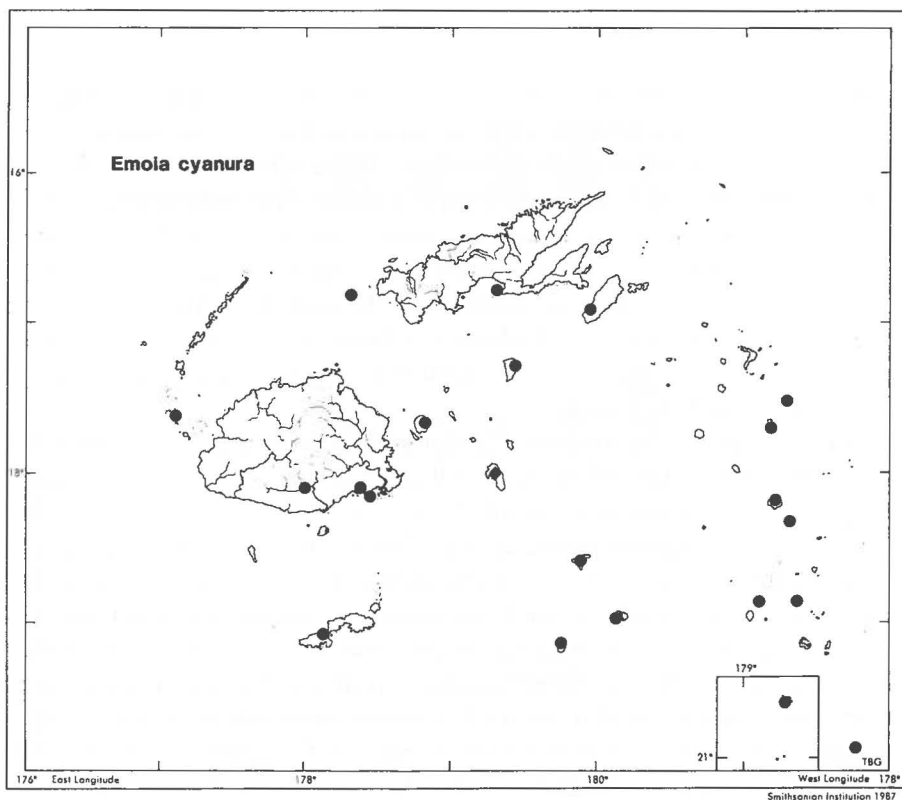 Emoia cyanura
16°
18°
179°
21°
TBG
176° East Longitude 178° 180° West Longitude 178°
Smithsonian Institution 1987